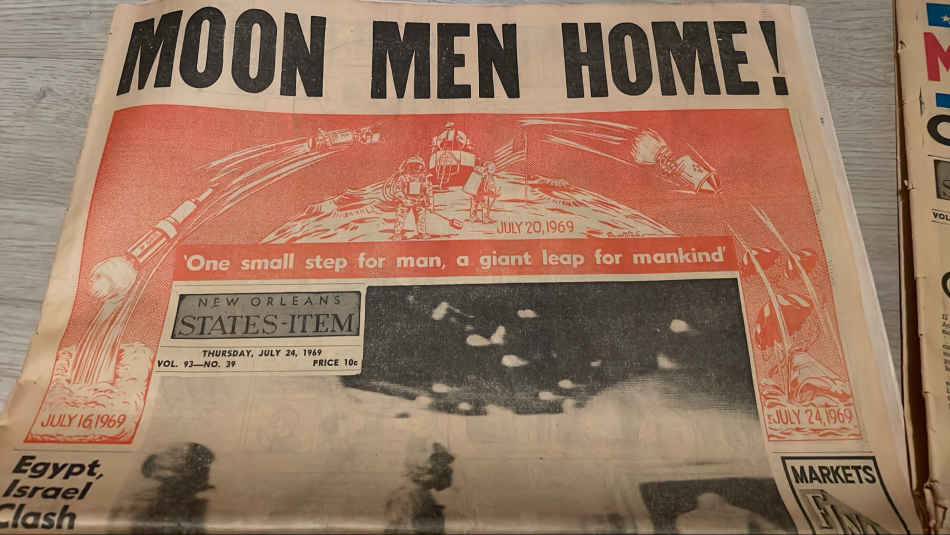 MOON MEN HOME!
JULY 20, 1969
'One small step for man, a giant leap for mankind'
NEW ORLEANS
STATES-ITEM
THURSDAY, JULY 24, 1969
VOL. 93—NO. 39 PRICE 10c
JULY 16, 1969
JULY 24, 1969
Egypt,
Israel
Clash
MARKETS
VOL